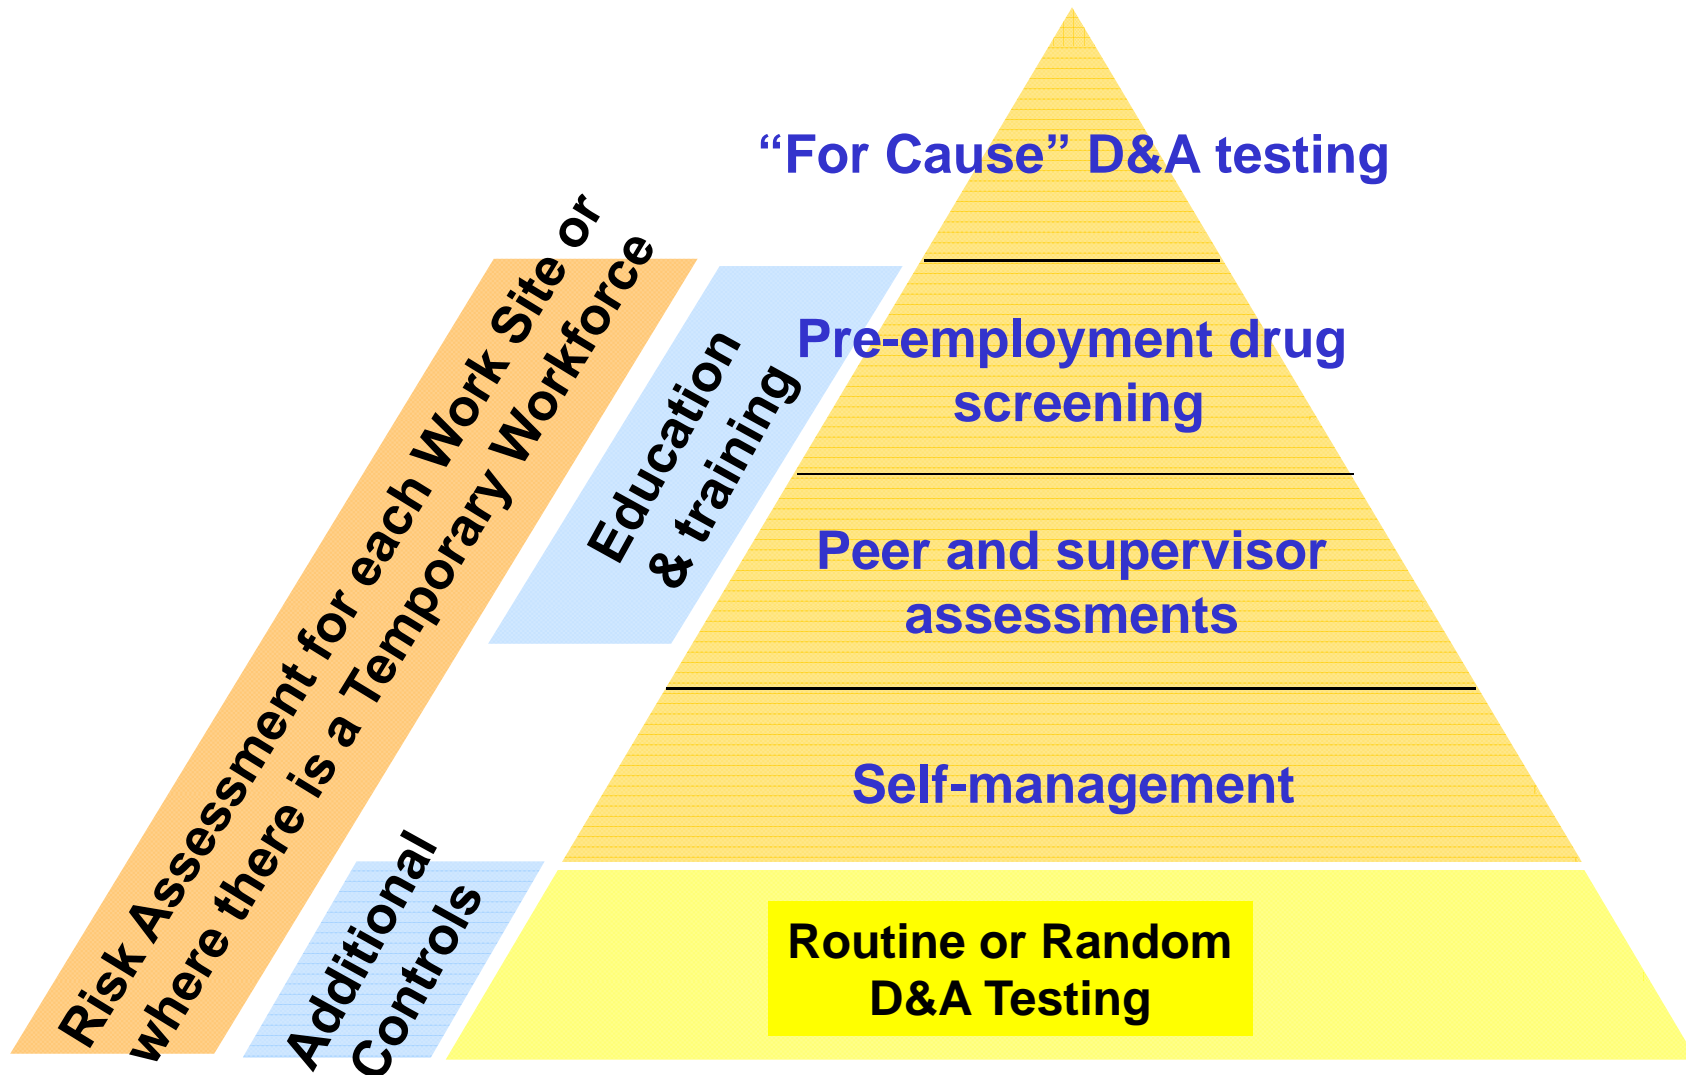 “For Cause” D&A testing
Risk Assessment for each Work Site or
where there is a Temporary Workforce
Education
& training
Pre-employment drug
screening
Peer and supervisor
assessments
Self-management
Additional
Controls
Routine or Random
D&A Testing